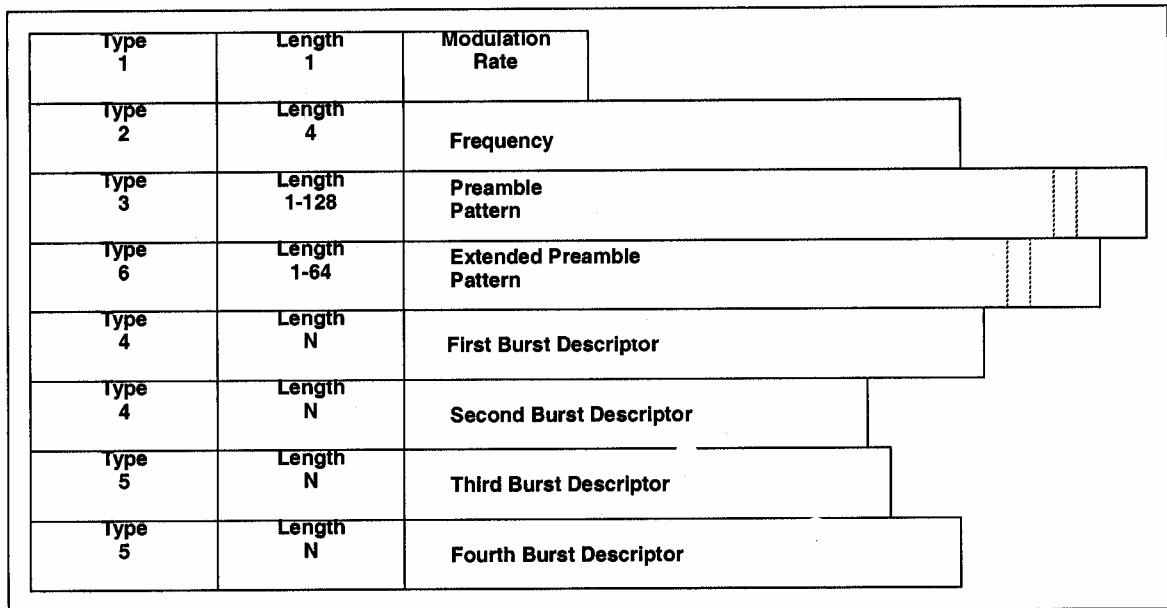 Type Length Modulation
1 1 Rate
Type Length
2 4 Frequency
Type Length Preamble
3 1-128 Pattern
Type Length Extended Preamble
6 1-64 Pattern
Type Length
4 N First Burst Descriptor
Type Length
4 N Second Burst Descriptor
Type Length
5 N Third Burst Descriptor
Type Length
5 N Fourth Burst Descriptor